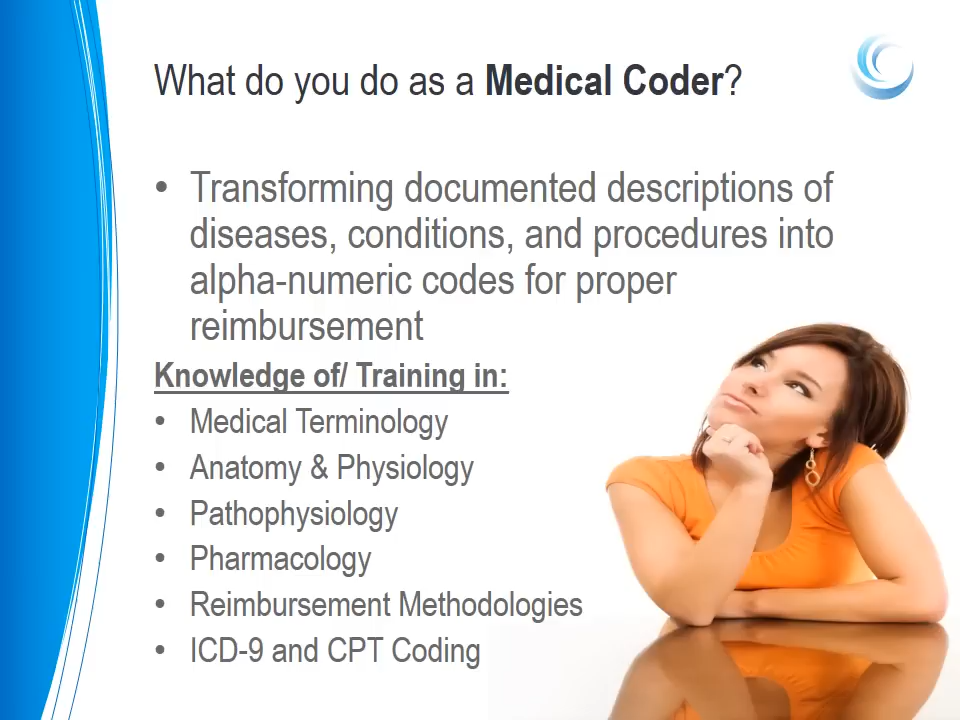 What do you do as a Medical Coder?
• Transforming documented descriptions of
diseases, conditions, and procedures into
alpha-numeric codes for proper
reimbursement
Knowledge of/ Training in:
• Medical Terminology
• Anatomy & Physiology
• Pathophysiology
• Pharmacology
• Reimbursement Methodologies
• ICD-9 and CPT Coding